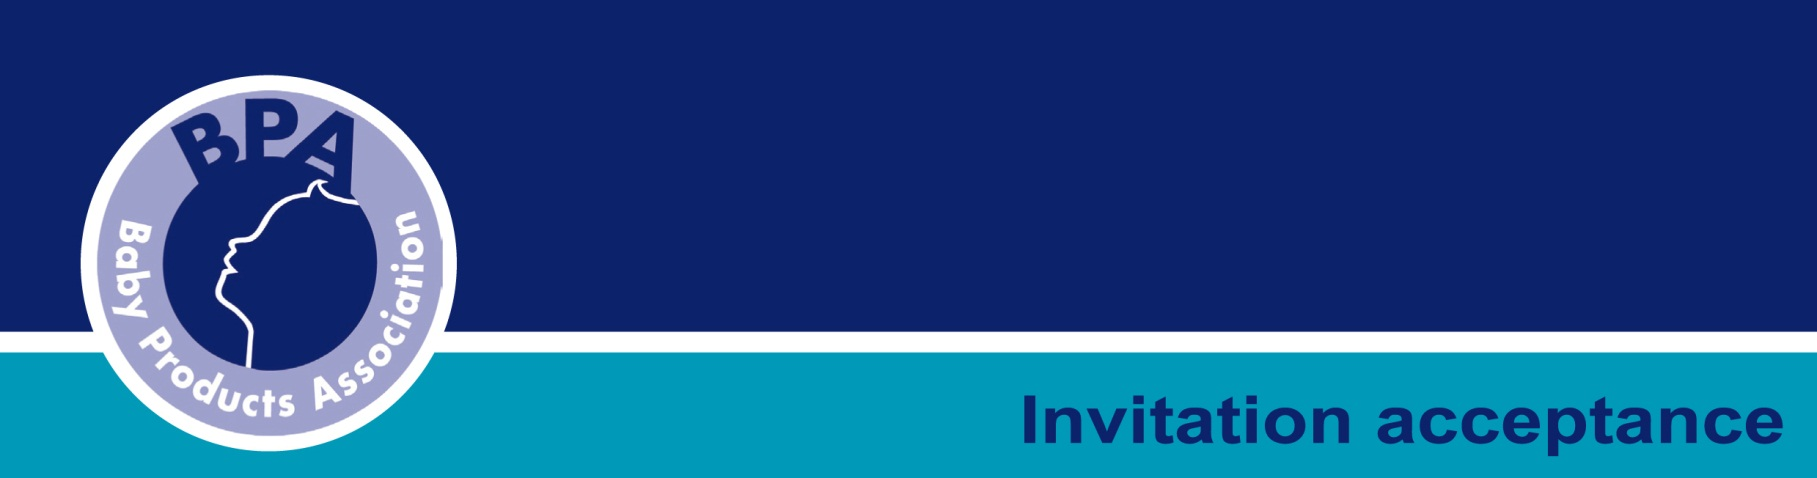 BPA
Baby Products Association
Invitation acceptance